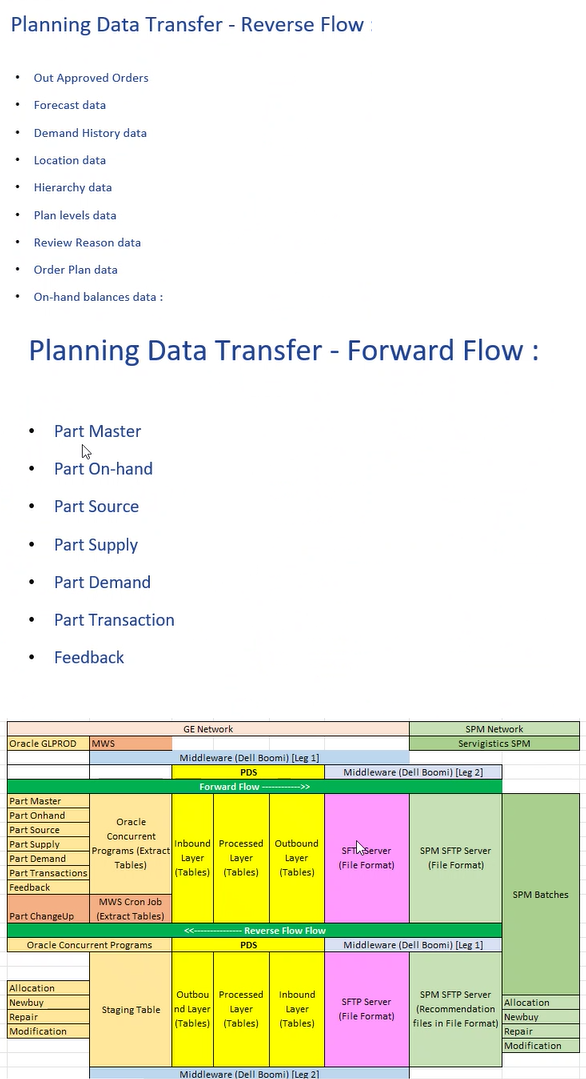 Planning Data Transfer - Reverse Flow :
• Out Approved Orders
• Forecast data
• Demand History data
• Location data
• Hierarchy data
• Plan levels data
• Review Reason data
• Order Plan data
• On-hand balances data :
Planning Data Transfer - Forward Flow :
• Part Master
• Part On-hand
• Part Source
• Part Supply
• Part Demand
• Part Transaction
• Feedback
GE Network
SPM Network
Oracle GLPROD
MWS
Servigistics SPM
Middleware (Dell Boomi) [Leg 1]
PDS
Middleware (Dell Boomi) [Leg 2]
Forward Flow ------------>>
Part Master
Part Onhand
Part Source
Part Supply
Part Demand
Part Transactions
Feedback
Part ChangeUp
Oracle
Concurrent
Programs (Extract
Tables)
MWS Cron Job
(Extract Tables)
Inbound
Layer
(Tables)
Processed
Layer
(Tables)
Outbound
Layer
(Tables)
SFTP Server
(File Format)
SPM SFTP Server
(File Format)
SPM Batches
<<--------------- Reverse Flow Flow
Oracle Concurrent Programs
PDS
Middleware (Dell Boomi) [Leg 1]
Allocation
Newbuy
Repair
Modification
Staging Table
Outbou
nd Layer
(Tables)
Processed
Layer
(Tables)
Inbound
Layer
(Tables)
SFTP Server
(File Format)
SPM SFTP Server
(Recommendation
files in File Format)
Allocation
Newbuy
Repair
Modification
Middleware (Dell Boomi) [Leg 2]